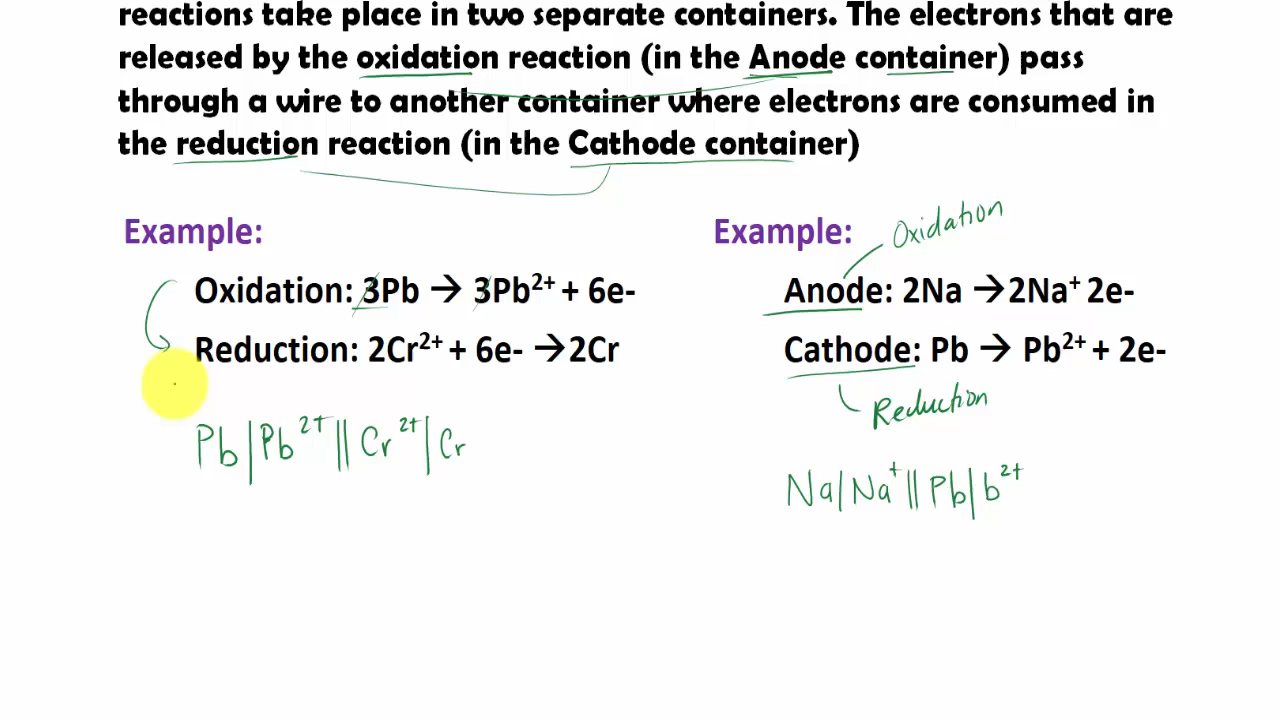 reactions take place in two separate containers. The electrons that are
released by the oxidation reaction (in the Anode container) pass
through a wire to another container where electrons are consumed in
the reduction reaction (in the Cathode container)
Example:
Oxidation: 3Pb → 3Pb²⁺ + 6e-
Reduction: 2Cr²⁺ + 6e- →2Cr
Pb|Pb²⁺||Cr²⁺|Cr
Example:
Oxidation
Anode: 2Na →2Na⁺ 2e-
Cathode: Pb → Pb²⁺ + 2e-
Reduction
Na|Na⁺||Pb|b²⁺